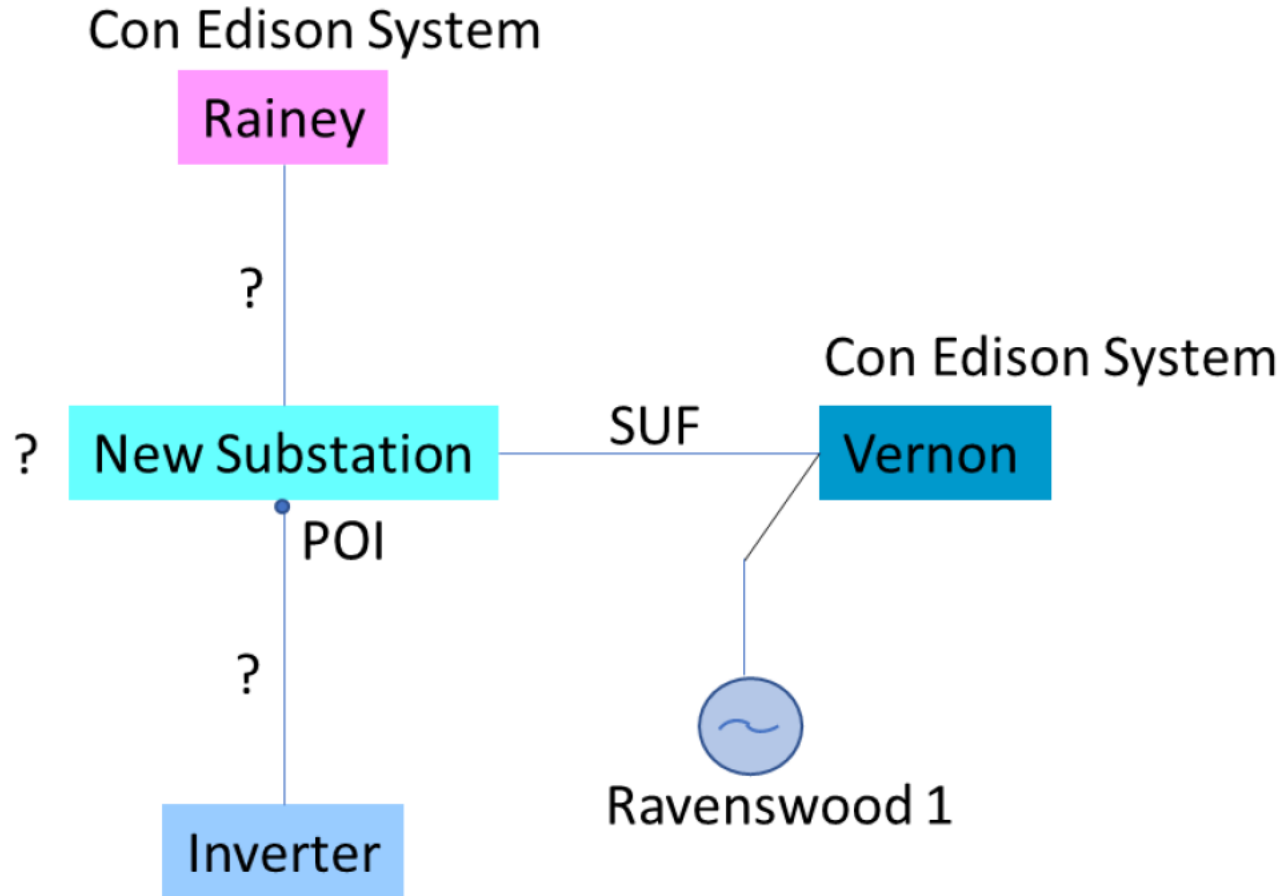 Con Edison System
Rainey
?
Con Edison System
SUF
? New Substation
Vernon
POI
?
Ravenswood 1
Inverter